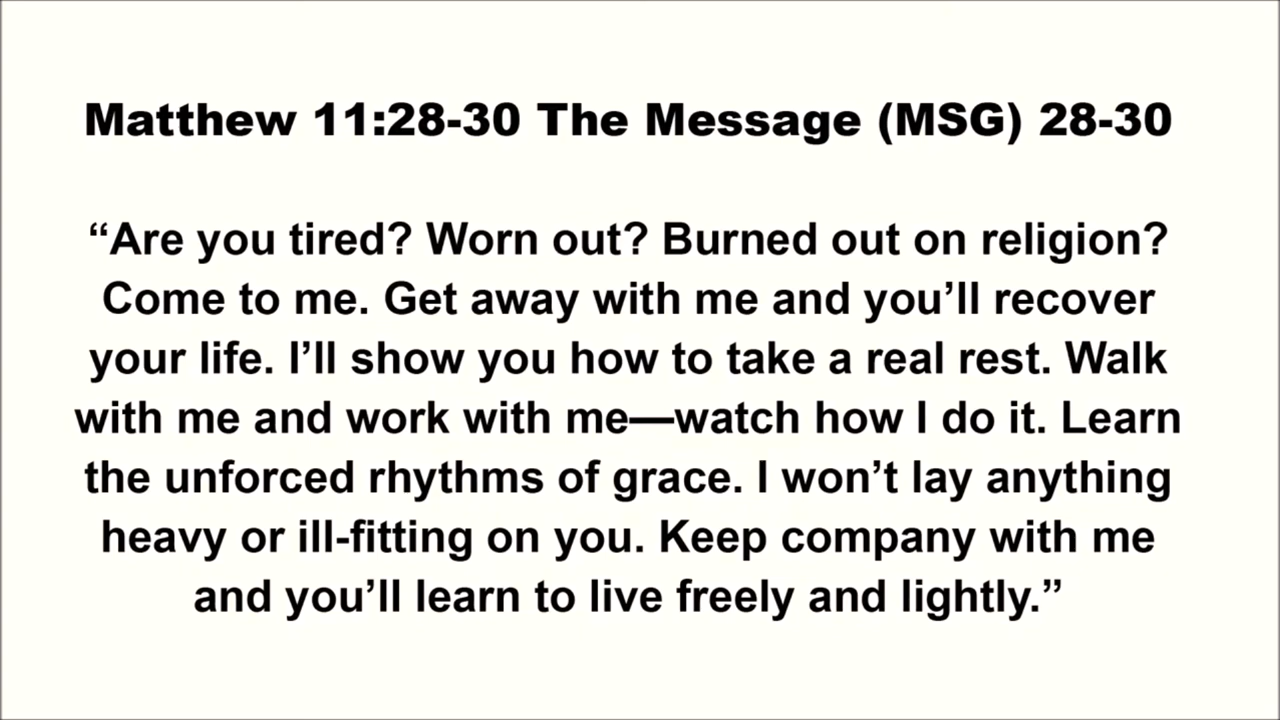 Matthew 11:28-30 The Message (MSG) 28-30
“Are you tired? Worn out? Burned out on religion?
Come to me. Get away with me and you’ll recover
your life. I’ll show you how to take a real rest. Walk
with me and work with me—watch how I do it. Learn
the unforced rhythms of grace. I won’t lay anything
heavy or ill-fitting on you. Keep company with me
and you’ll learn to live freely and lightly.”